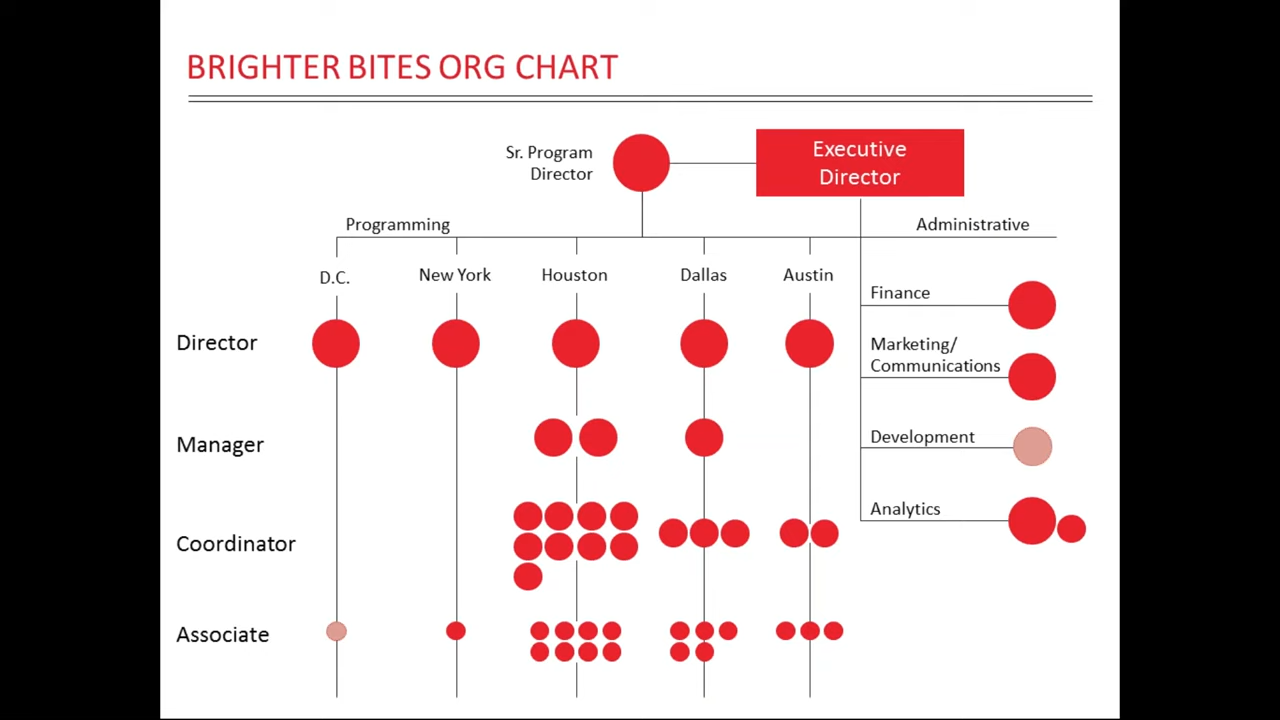 BRIGHTER BITES ORG CHART
Sr. Program
Director
Executive
Director
Programming
Administrative
D.C.
New York
Houston
Dallas
Austin
Finance
Director
Marketing/
Communications
Manager
Development
Analytics
Coordinator
Associate